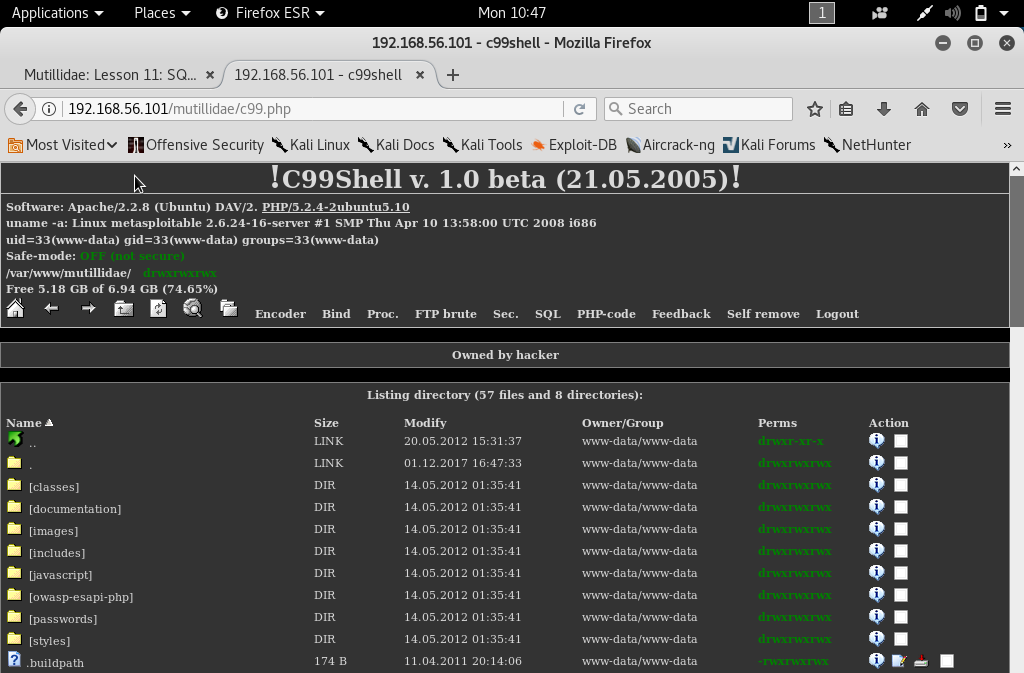 Applications Places Firefox ESR Mon 10:47 1
192.168.56.101 - c99shell - Mozilla Firefox
Mutillidae: Lesson 11: SQ... 192.168.56.101 - c99shell
192.168.56.101/mutillidae/c99.php Search
Most Visited Offensive Security Kali Linux Kali Docs Kali Tools Exploit-DB Aircrack-ng Kali Forums NetHunter »
!C99Shell v. 1.0 beta (21.05.2005)!
Software: Apache/2.2.8 (Ubuntu) DAV/2. PHP/5.2.4-2ubuntu5.10
uname -a: Linux metasploitable 2.6.24-16-server #1 SMP Thu Apr 10 13:58:00 UTC 2008 i686
uid=33(www-data) gid=33(www-data) groups=33(www-data)
Safe-mode: OFF (not secure)
/var/www/mutillidae/ drwxrwxrwx
Free 5.18 GB of 6.94 GB (74.65%)
Encoder Bind Proc. FTP brute Sec. SQL PHP-code Feedback Self remove Logout
Owned by hacker
Listing directory (57 files and 8 directories):
Name Size Modify Owner/Group Perms Action
.. LINK 20.05.2012 15:31:37 www-data/www-data drwxr-xr-x
. LINK 01.12.2017 16:47:33 www-data/www-data drwxrwxrwx
[classes] DIR 14.05.2012 01:35:41 www-data/www-data drwxrwxrwx
[documentation] DIR 14.05.2012 01:35:41 www-data/www-data drwxrwxrwx
[images] DIR 14.05.2012 01:35:41 www-data/www-data drwxrwxrwx
[includes] DIR 14.05.2012 01:35:41 www-data/www-data drwxrwxrwx
[javascript] DIR 14.05.2012 01:35:41 www-data/www-data drwxrwxrwx
[owasp-esapi-php] DIR 14.05.2012 01:35:41 www-data/www-data drwxrwxrwx
[passwords] DIR 14.05.2012 01:35:41 www-data/www-data drwxrwxrwx
[styles] DIR 14.05.2012 01:35:41 www-data/www-data drwxrwxrwx
.buildpath 174 B 11.04.2011 20:14:06 www-data/www-data -rwxrwxrwx